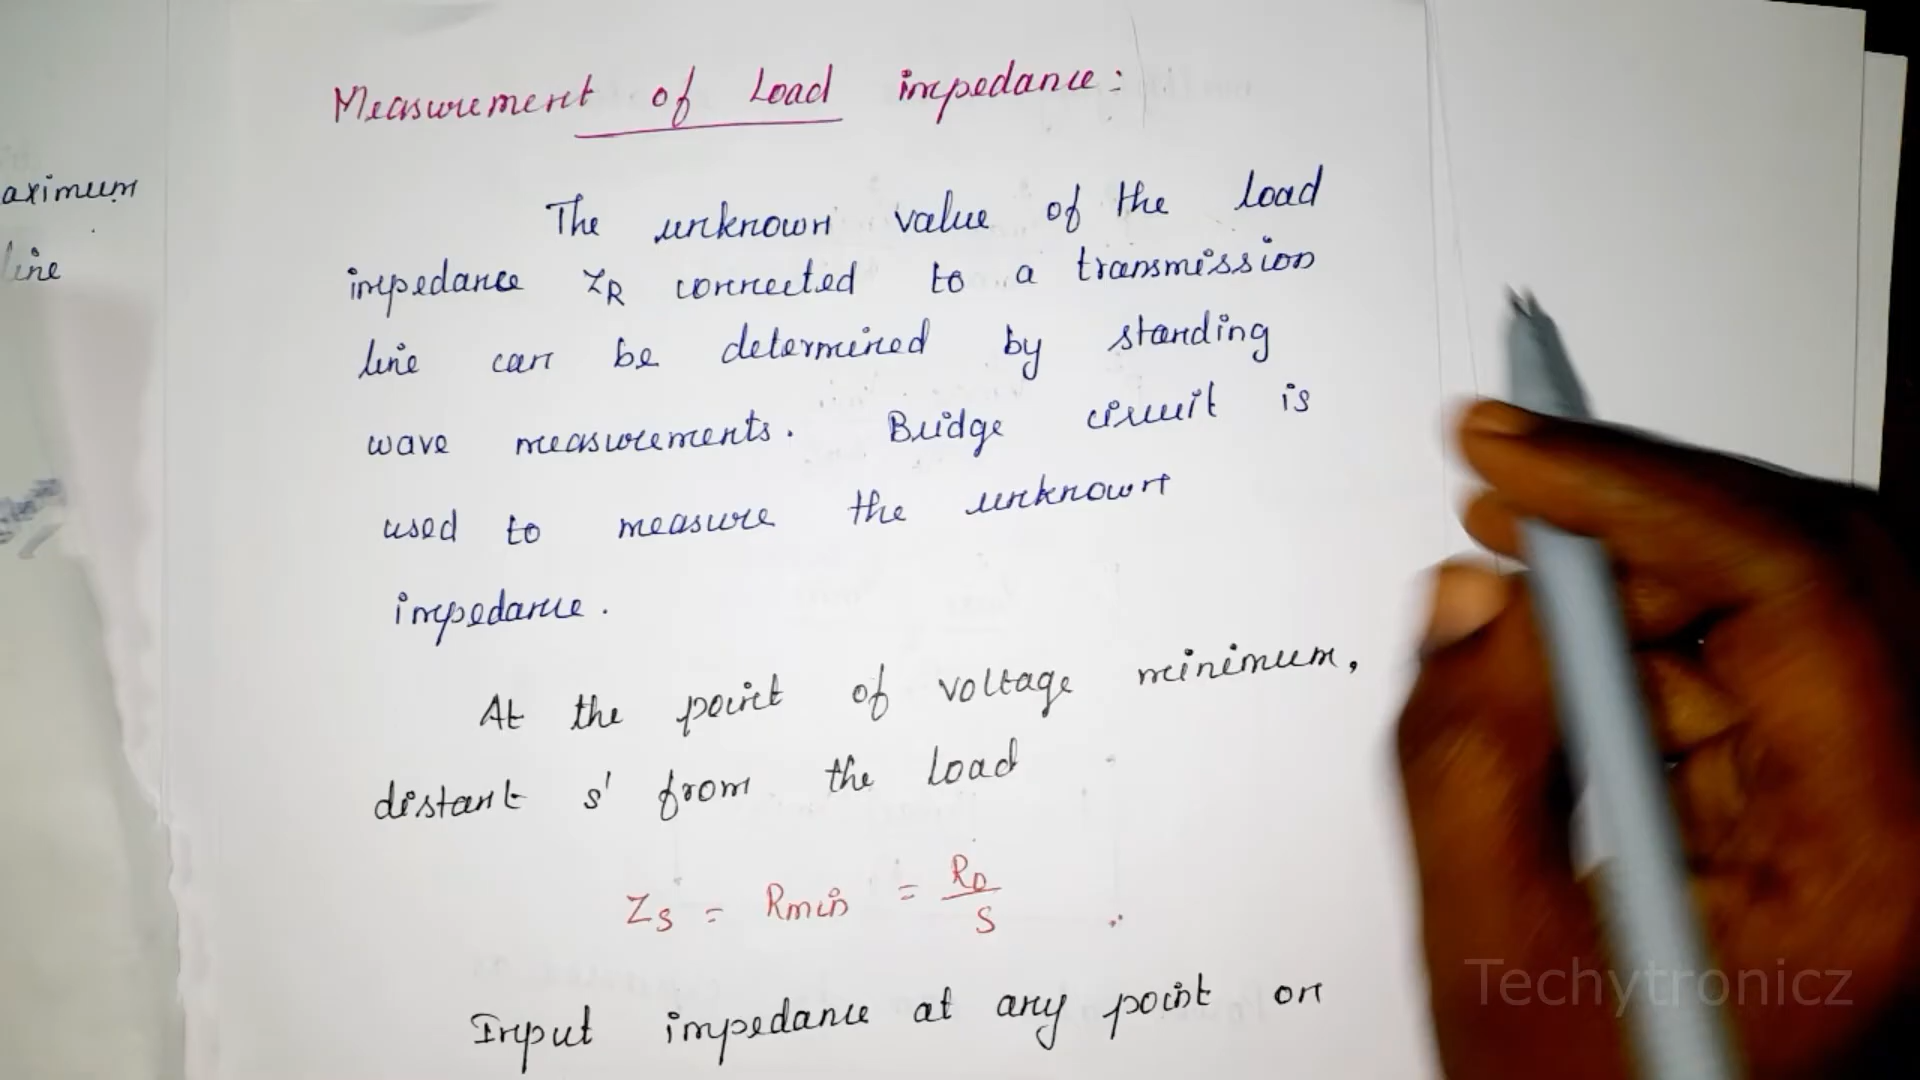 Measurement of Load impedance:
aximum
line
The unknown value of the load
impedance ZR connected to a transmission
line can be determined by standing
wave measurements. Bridge circuit is
used to measure the unknown
impedance.
At the point of voltage minimum,
distant s' from the load
Zs = Rmin = R0/S
Input impedance at any point on
Techytronicz